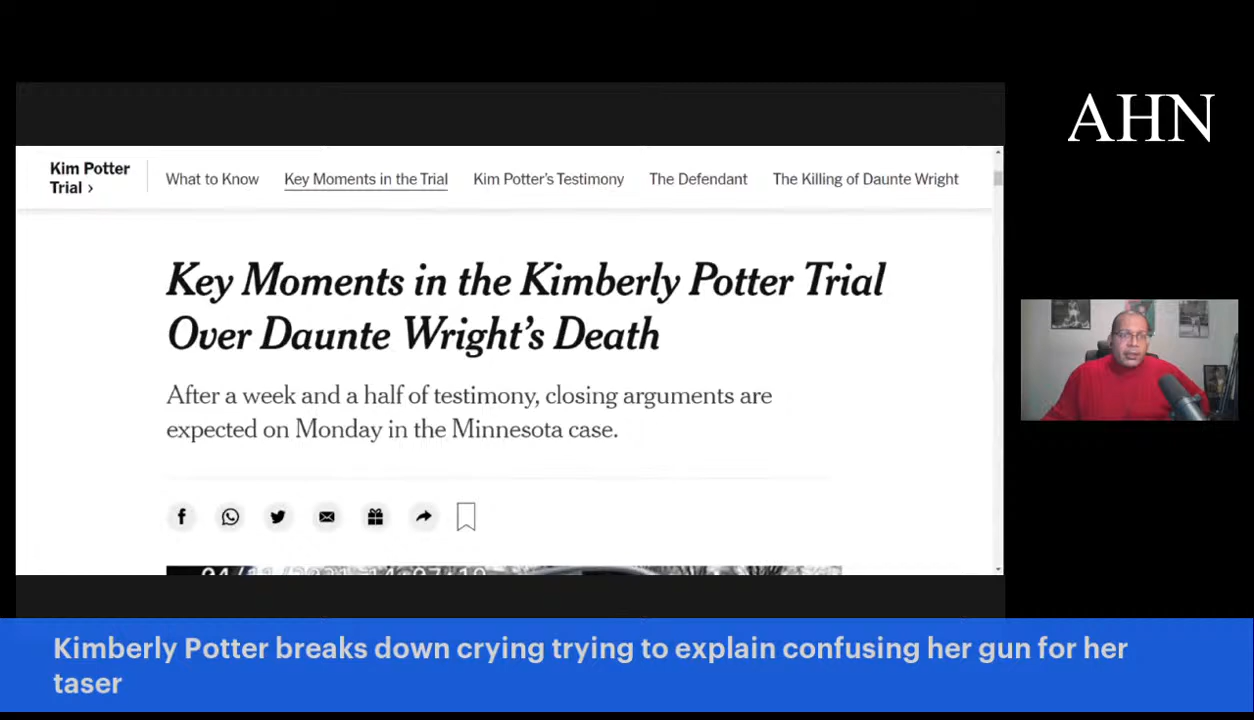 AHN
Kim Potter
Trial ›
What to Know
Key Moments in the Trial
Kim Potter's Testimony
The Defendant
The Killing of Daunte Wright
Key Moments in the Kimberly Potter Trial
Over Daunte Wright's Death
After a week and a half of testimony, closing arguments are
expected on Monday in the Minnesota case.
Kimberly Potter breaks down crying trying to explain confusing her gun for her
taser